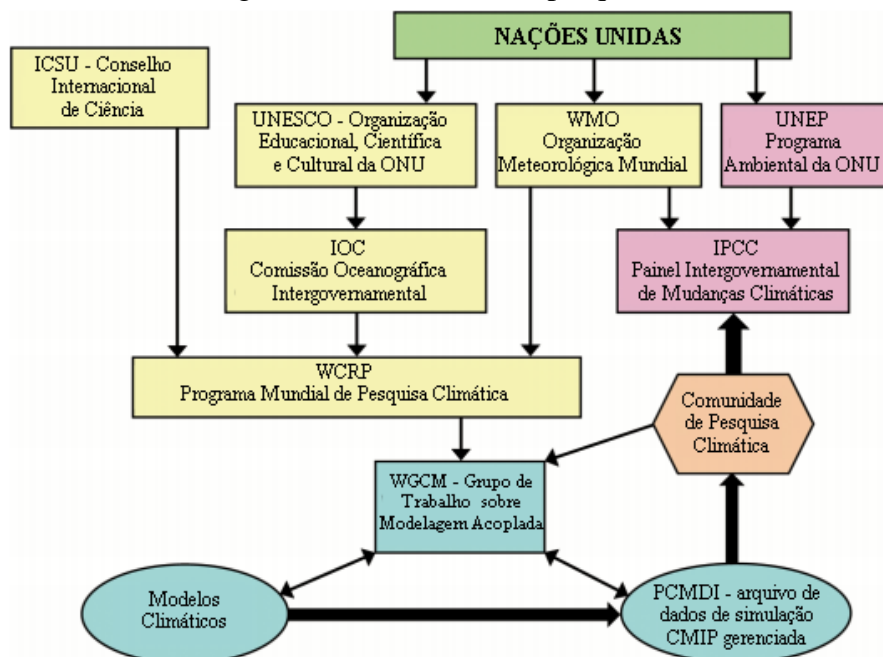 NAÇÕES UNIDAS
ICSU - Conselho
Internacional
de Ciência
UNESCO - Organização
Educacional, Científica
e Cultural da ONU
WMO
Organização
Meteorológica Mundial
UNEP
Programa
Ambiental da ONU
IOC
Comissão Oceanográfica
Intergovernamental
IPCC
Painel Intergovernamental
de Mudanças Climáticas
WCRP
Programa Mundial de Pesquisa Climática
Comunidade
de Pesquisa
Climática
WGCM - Grupo de
Trabalho sobre
Modelagem Acoplada
Modelos
Climáticos
PCMDI - arquivo de
dados de simulação
CMIP gerenciada